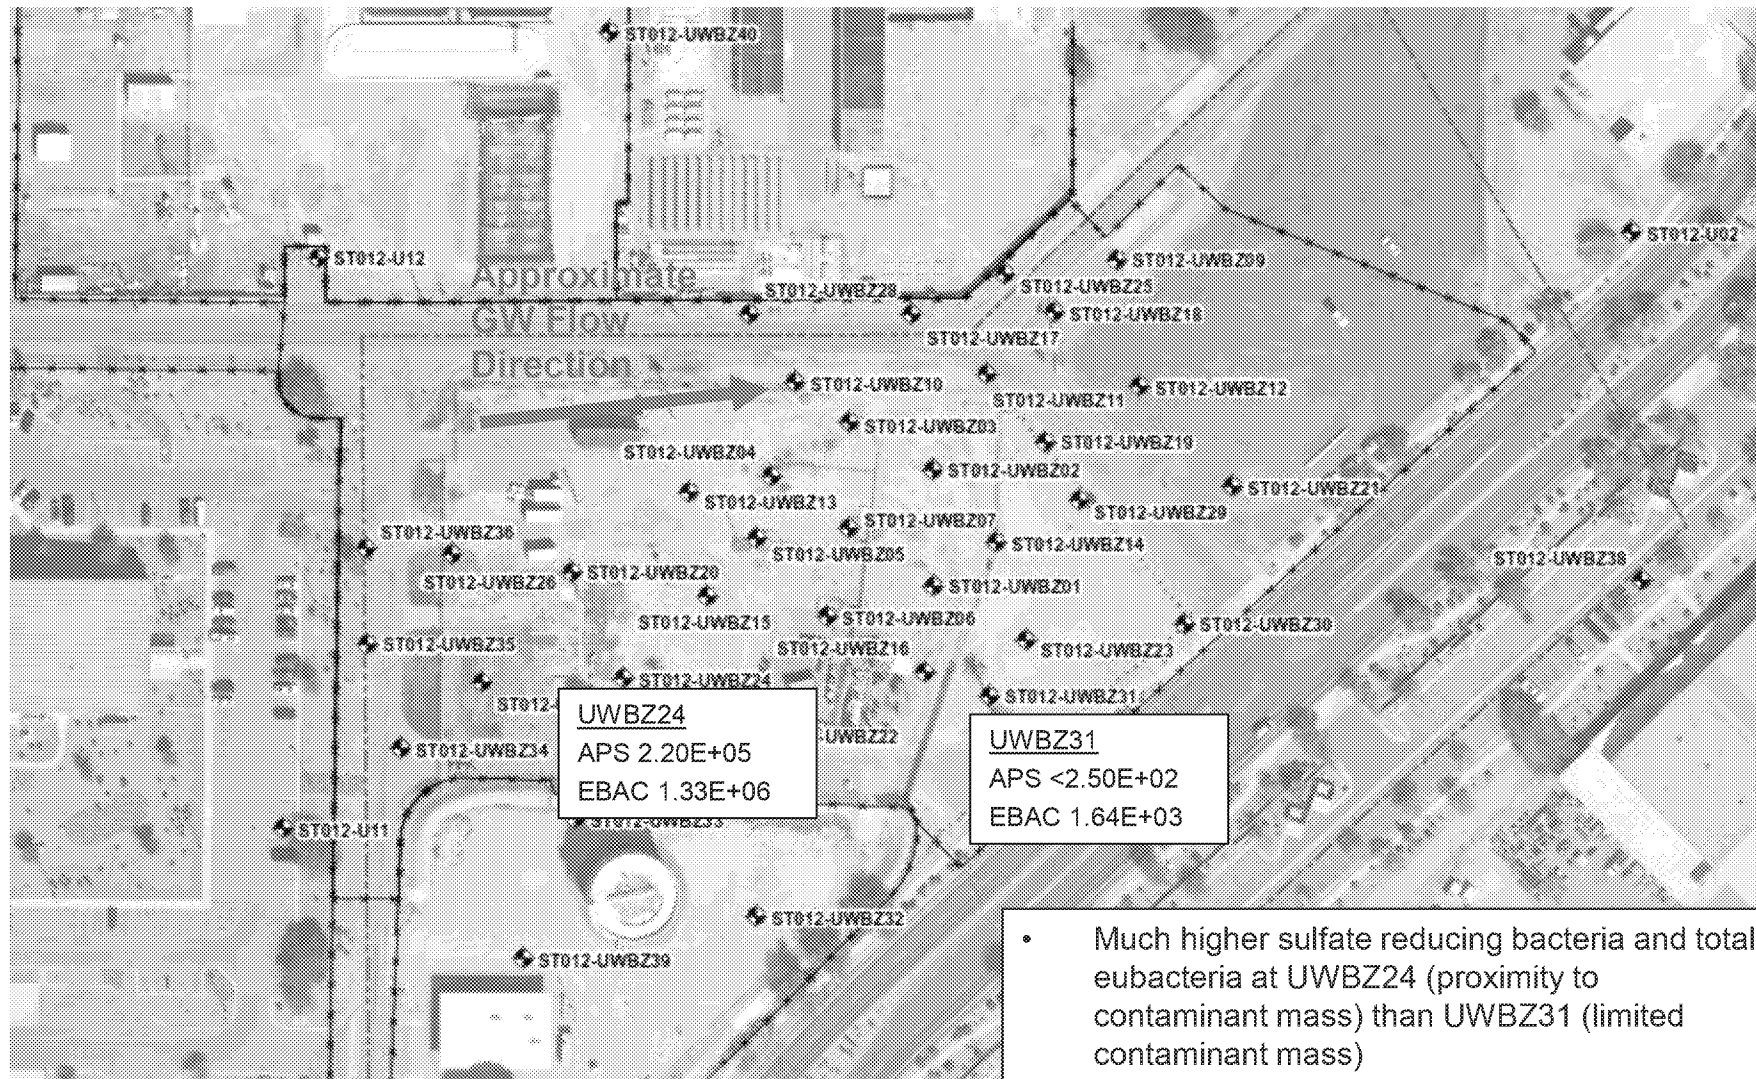 ST012-UWBZ40
ST012-U02
ST012-U12
ST012-UWBZ09
Approximate
GW Flow
Direction
ST012-UWBZ28
ST012-UWBZ25
ST012-UWBZ18
ST012-UWBZ17
ST012-UWBZ10
ST012-UWBZ11
ST012-UWBZ12
ST012-UWBZ03
ST012-UWBZ19
ST012-UWBZ04
ST012-UWBZ02
ST012-UWBZ21
ST012-UWBZ13
ST012-UWBZ29
ST012-UWBZ07
ST012-UWBZ36
ST012-UWBZ05
ST012-UWBZ14
ST012-UWBZ38
ST012-UWBZ26
ST012-UWBZ20
ST012-UWBZ01
ST012-UWBZ15
ST012-UWBZ06
ST012-UWBZ30
ST012-UWBZ35
ST012-UWBZ16
ST012-UWBZ23
ST012-UWBZ24
ST012-UWBZ31
UWBZ24
APS 2.20E+05
EBAC 1.33E+06
UWBZ22
UWBZ31
APS <2.50E+02
EBAC 1.64E+03
ST012-UWBZ34
ST012-UWBZ33
ST012-U11
ST012-UWBZ32
ST012-UWBZ39
• Much higher sulfate reducing bacteria and total
eubacteria at UWBZ24 (proximity to
contaminant mass) than UWBZ31 (limited
contaminant mass)